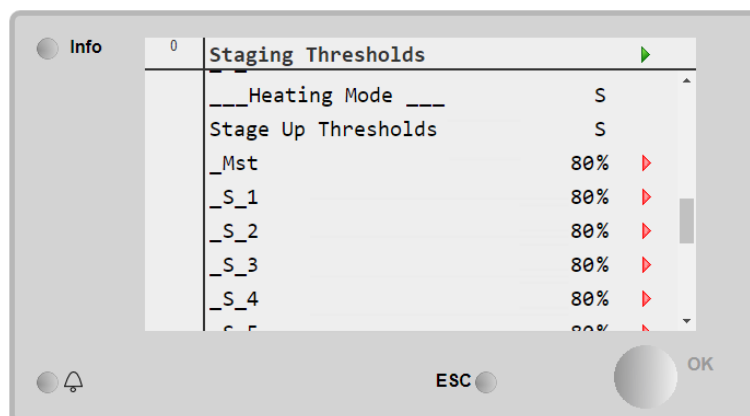 Info
0 Staging Thresholds
___Heating Mode ___ S
Stage Up Thresholds S
_Mst 80%
_S_1 80%
_S_2 80%
_S_3 80%
_S_4 80%
ESC
OK